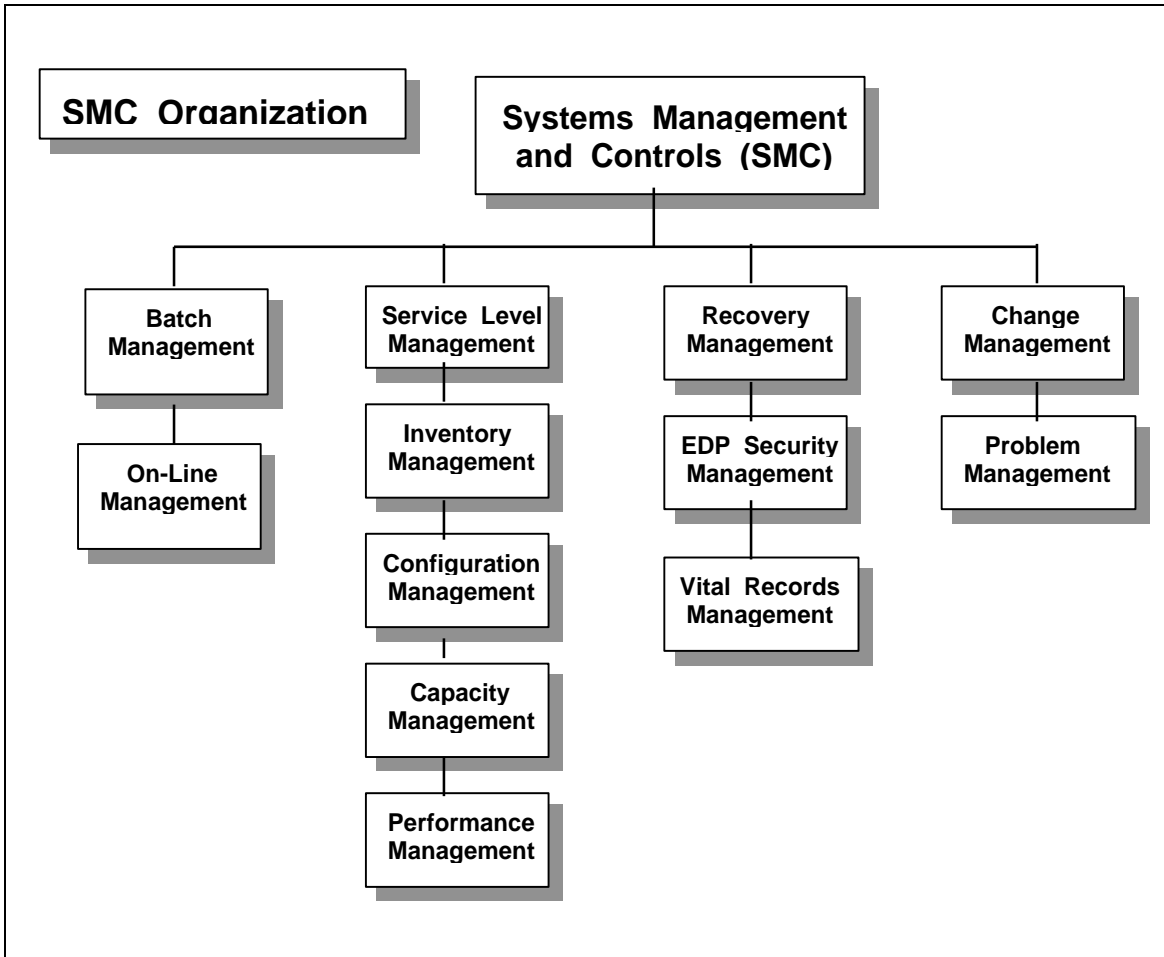 SMC Organization
Systems Management
and Controls (SMC)
Batch
Management
Service Level
Management
Recovery
Management
Change
Management
On-Line
Management
Inventory
Management
EDP Security
Management
Problem
Management
Configuration
Management
Vital Records
Management
Capacity
Management
Performance
Management